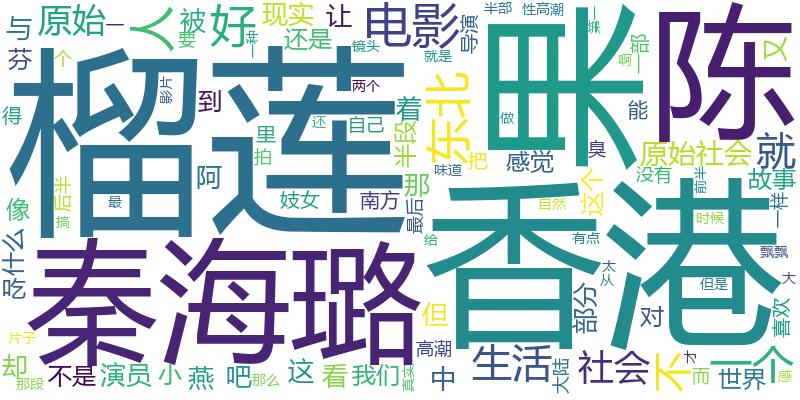 与 原始 一 人 被 好 现实 让 电影 导演 半部 性高潮 第一 陈
芬 个 要 还是 一种 镜头 就是 啊 一部 又
榴莲 影片 两个 果
得 到 着 东北 做 能
里 还 自己 半段 感觉 臭 原始社会 就
后半 拍 阿 味道 把 没有 前半 故事
像 搞 最 妓女 南方 那 最后 这个 一样
吃什么 秦海璐 香港 自然 时候
给 有点 飘飘
但 部分 太 从 但是 大
片子 对 喜欢
却 高潮 生活 社会 不 才 一个
那段 不是 演员 小 燕 吧 那么 这 看 我们 真实 中 大陆 而 世界 感